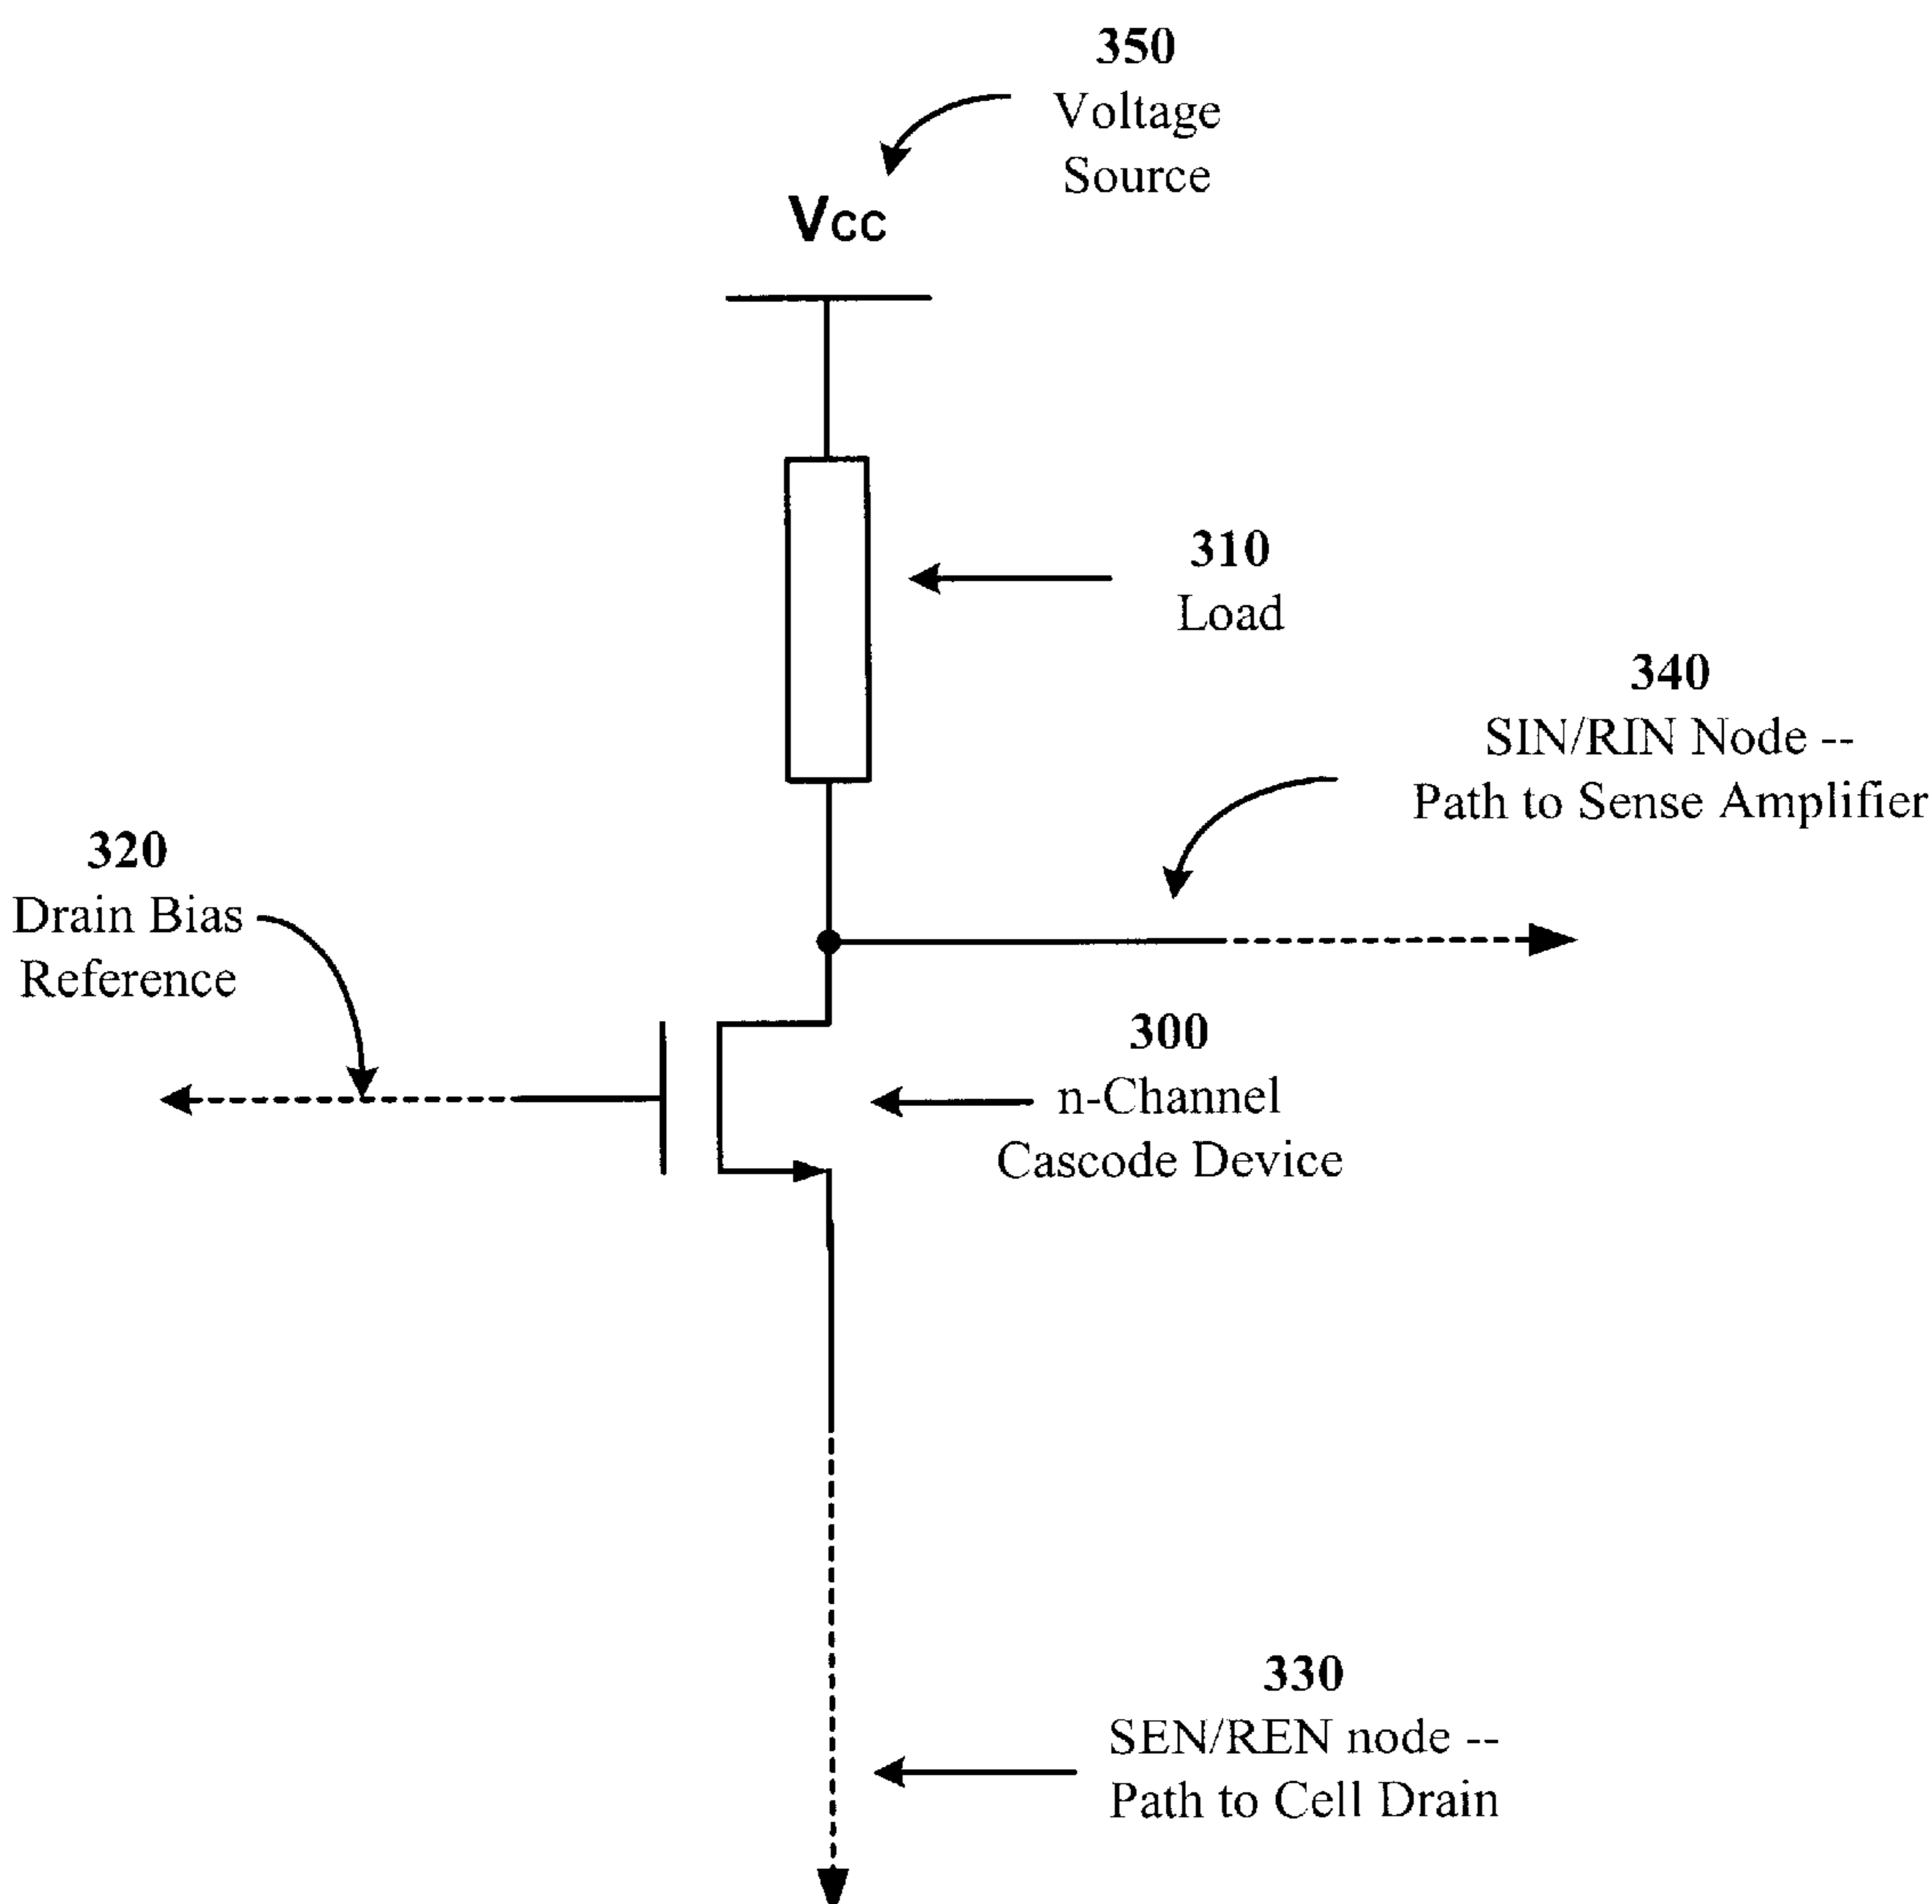 350
Voltage
Source
Vcc
310
Load
340
SIN/RIN Node --
Path to Sense Amplifier
320
Drain Bias
Reference
300
n-Channel
Cascode Device
330
SEN/REN node --
Path to Cell Drain